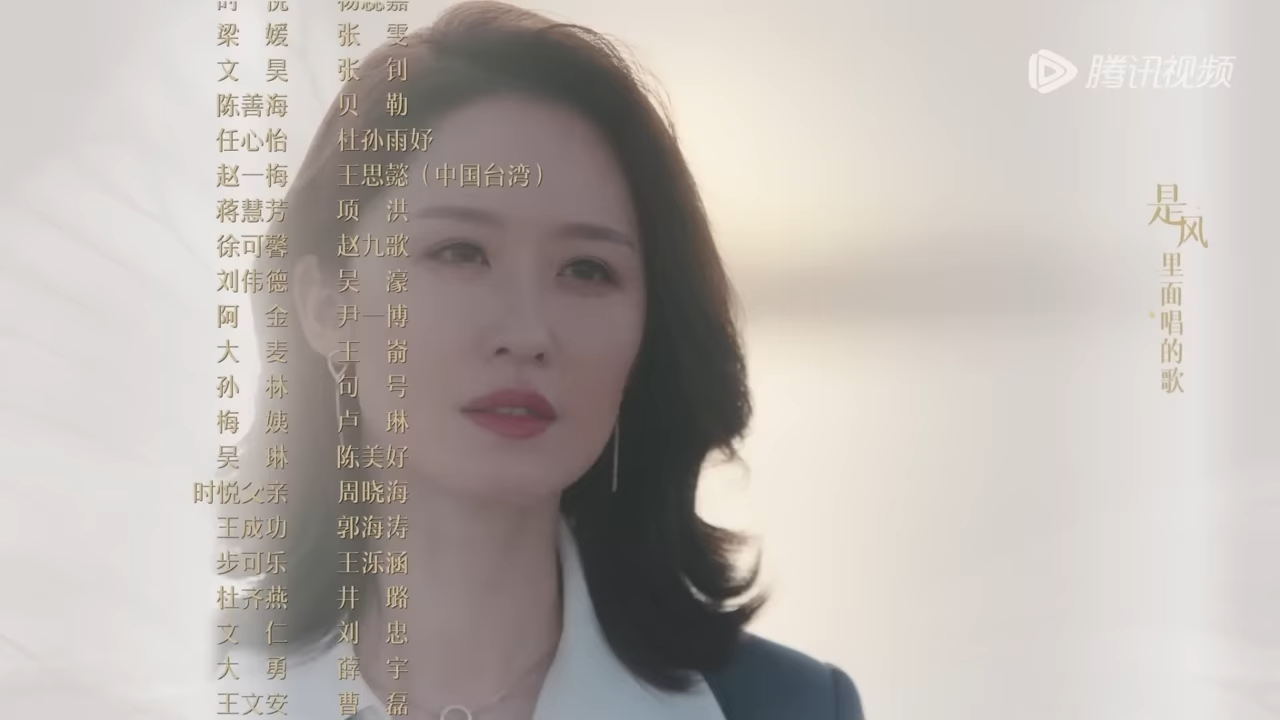 时　悦　杨懿嘉
梁　媛　张　雯
文　昊　张　钊
陈善海　贝　勒
任心怡　杜孙雨妤
赵一梅　王思懿（中国台湾）
蒋慧芳　项　洪
徐可馨　赵九歌
刘伟德　吴　濠
阿　金　尹一博
大　麦　王　嵛
孙　林　句　号
梅　姨　卢　琳
吴　琳　陈美好
时悦父亲　周晓海
王成功　郭海涛
步可乐　王泺涵
杜齐燕　井　璐
文　仁　刘　忠
大　勇　薛　宇
王文安　曹　磊
腾讯视频
是风里面唱的歌